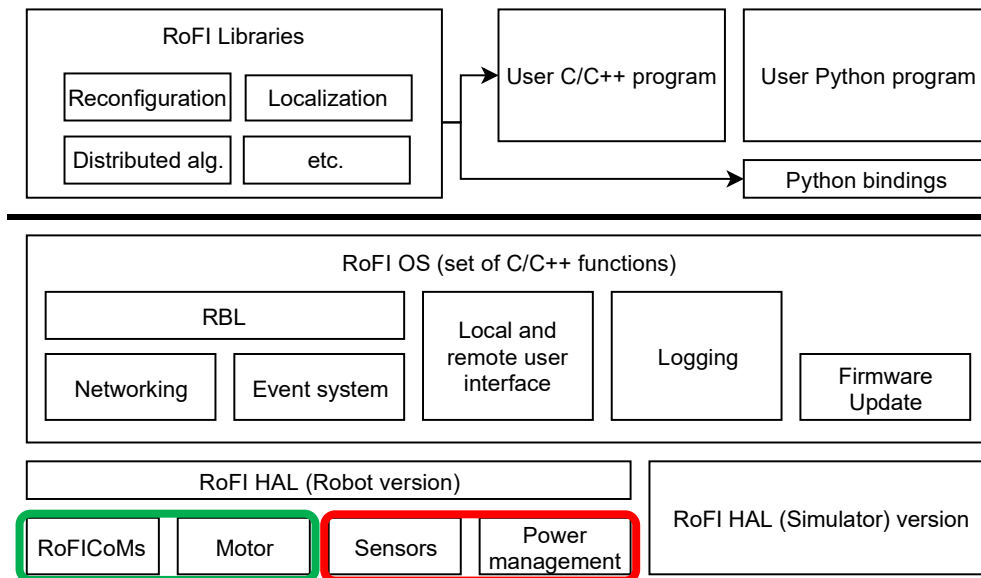 RoFI Libraries
Reconfiguration
Localization
Distributed alg.
etc.
User C/C++ program
User Python program
Python bindings
RoFI OS (set of C/C++ functions)
RBL
Networking
Event system
Local and
remote user
interface
Logging
Firmware
Update
RoFI HAL (Robot version)
RoFICoMs
Motor
Sensors
Power
management
RoFI HAL (Simulator) version